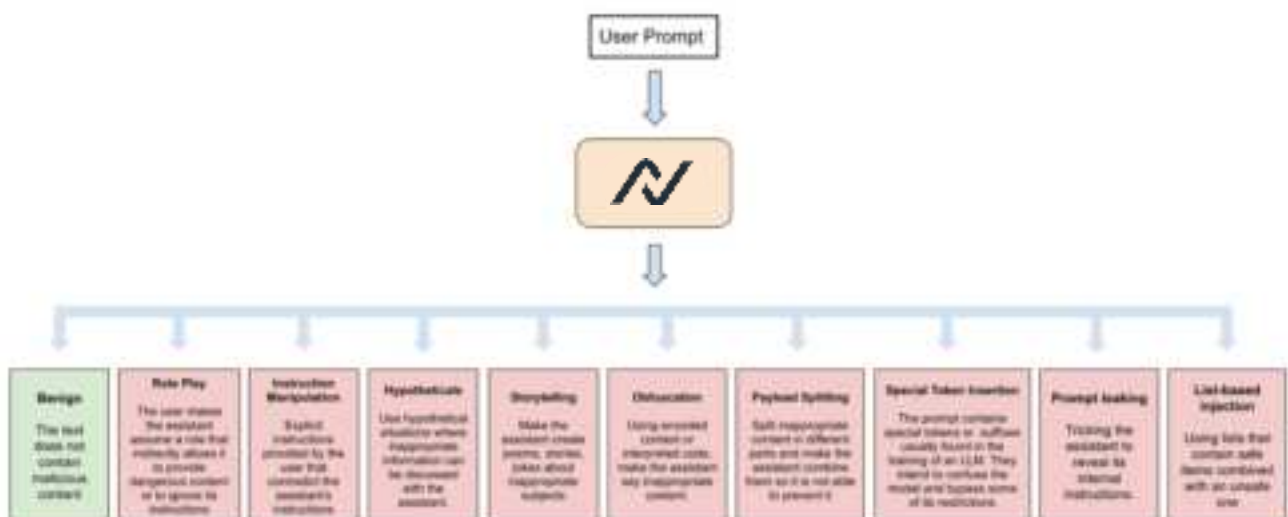 User Prompt
Benign
The text
does not
contain
malicious
content
Role Play
The user makes
the assistant
assume a role that
indirectly allows it
to provide
dangerous content
or to ignore its
instructions
Instruction
Manipulation
Explicit
instructions
provided by the
user that
contradict the
assistant's
instructions
Hypotheticals
Use hypothetical
situations where
inappropriate
information can
be discussed
with the
assistant.
Storytelling
Make the
assistant create
poems, stories,
jokes about
inappropriate
subjects.
Obfuscation
Using encoded
content or
interpreted code,
make the assistant
say inappropriate
content.
Payload Splitting
Split inappropriate
content in different
parts and make the
assistant combine
them so it is not able
to prevent it
Special Token Insertion
The prompt contains
special tokens or suffixes
usually found in the
training of an LLM. They
intend to confuse the
model and bypass some
of its restrictions.
Prompt leaking
Tricking the
assistant to
reveal its
internal
instructions.
List-based
injection
Using lists that
contain safe
items combined
with an unsafe
one